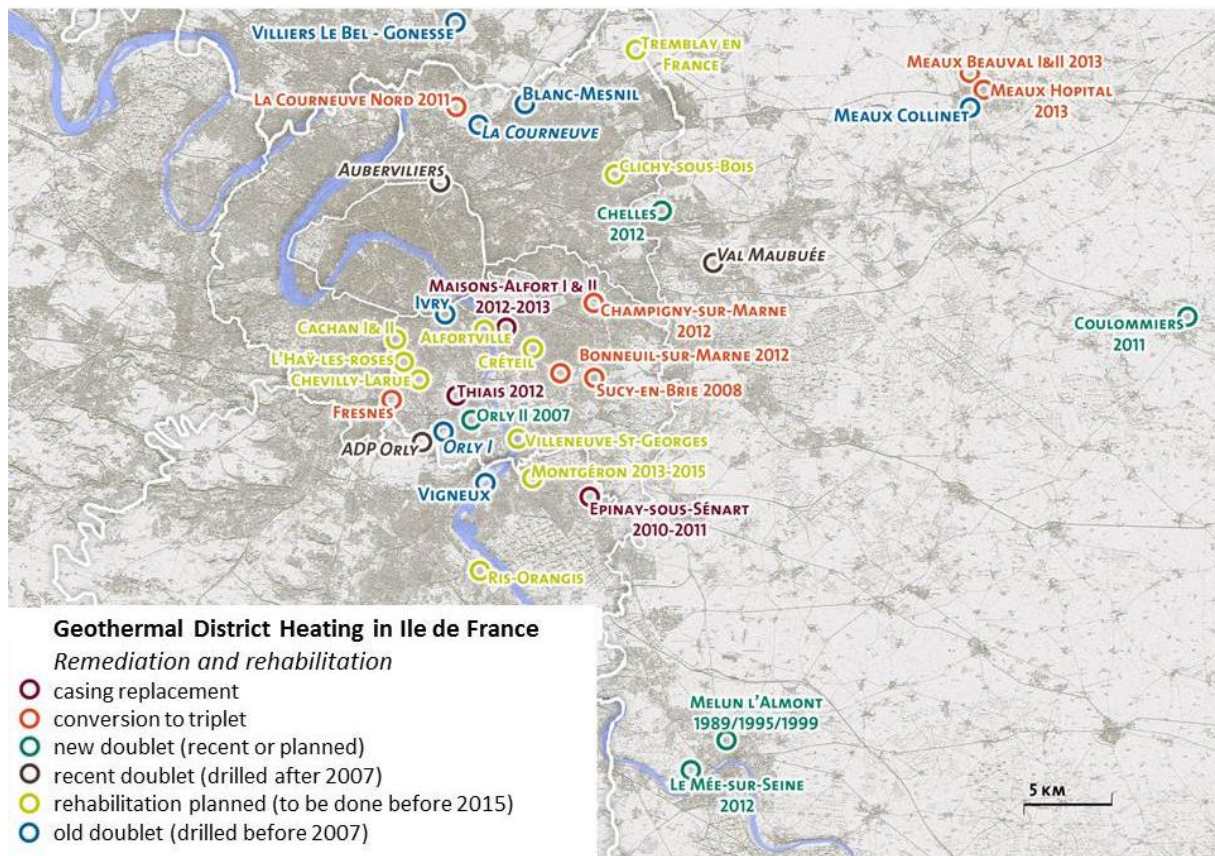 VILLIERS LE BEL - GONESSE
TREMBLAY EN
FRANCE
MEAUX BEAUVAL I&II 2013
MEAUX HOPITAL
2013
MEAUX COLLINET
LA COURNEUVE NORD 2011
BLANC-MESNIL
LA COURNEUVE
AUBERVILIERS
CLICHY-SOUS-BOIS
CHELLES
2012
VAL MAUBUÉE
MAISONS-ALFORT I & II
2012-2013
IVRY
CHAMPIGNY-SUR-MARNE
2012
COULOMMIERS
2011
CACHAN I & II
ALFORTVILLE
L'HAŸ-LES-ROSES
CRÉTEIL
BONNEUIL-SUR-MARNE 2012
CHEVILLY-LARUE
THIAIS 2012
SUCY-EN-BRIE 2008
FRESNES
ORLY II 2007
ADP ORLY
ORLY I
VILLENEUVE-ST-GEORGES
MONTGÉRON 2013-2015
VIGNEUX
EPINAY-SOUS-SÉNART
2010-2011
RIS-ORANGIS
Geothermal District Heating in Ile de France
Remediation and rehabilitation
casing replacement
conversion to triplet
new doublet (recent or planned)
recent doublet (drilled after 2007)
rehabilitation planned (to be done before 2015)
old doublet (drilled before 2007)
MELUN L'ALMONT
1989/1995/1999
LE MÉE-SUR-SEINE
2012
5 KM